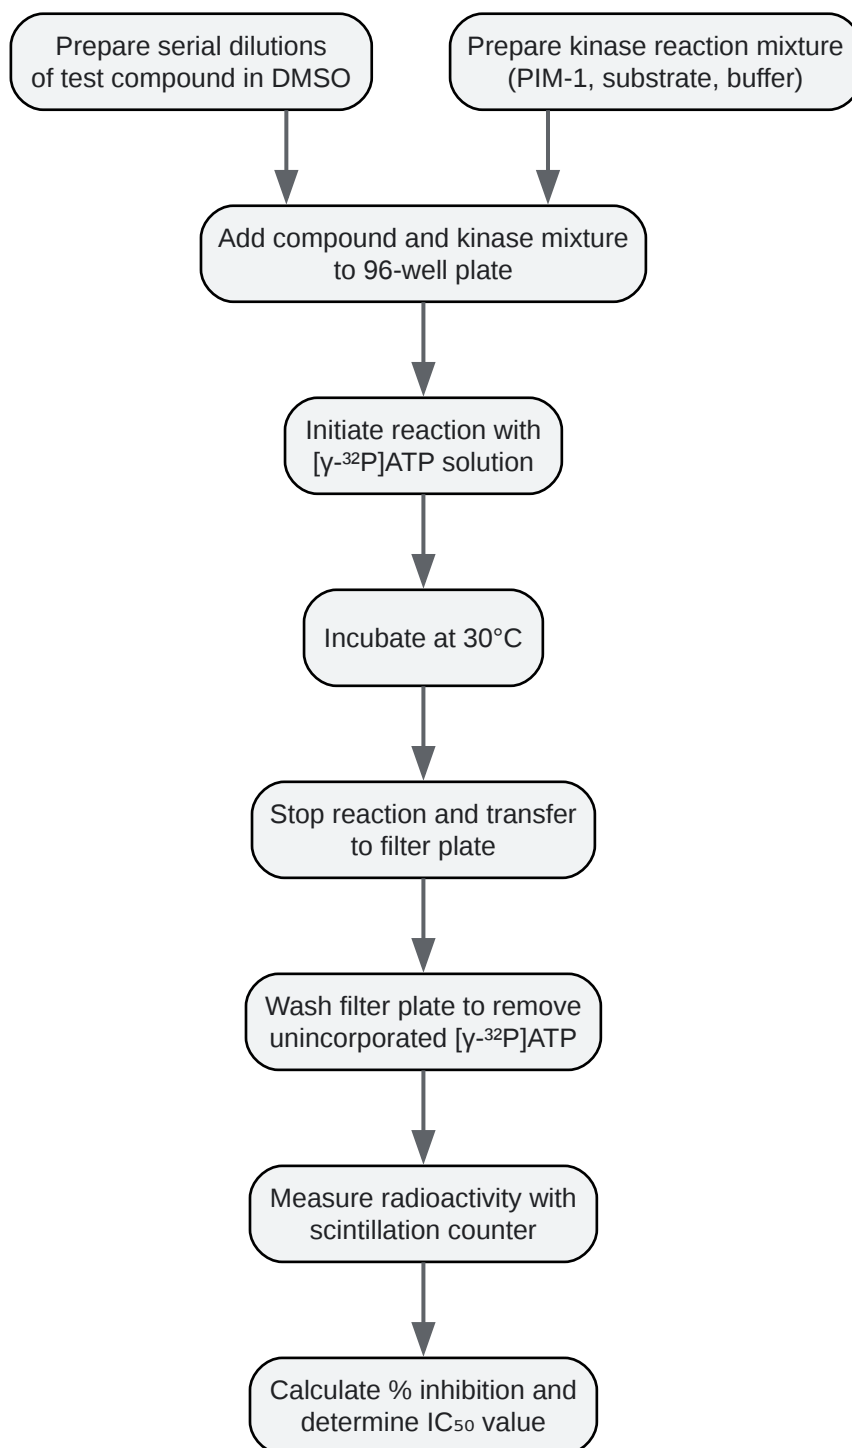 Prepare serial dilutions
of test compound in DMSO
Prepare kinase reaction mixture
(PIM-1, substrate, buffer)
Add compound and kinase mixture
to 96-well plate
Initiate reaction with
[γ-³²P]ATP solution
Incubate at 30°C
Stop reaction and transfer
to filter plate
Wash filter plate to remove
unincorporated [γ-³²P]ATP
Measure radioactivity with
scintillation counter
Calculate % inhibition and
determine IC₅₀ value